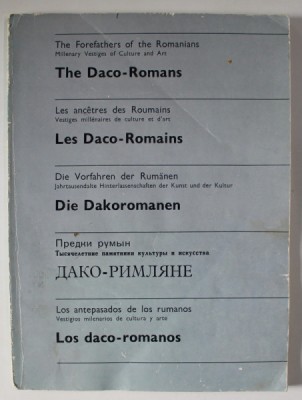 The Forefathers of the Romanians
Millenary Vestiges of Culture and Art
The Daco-Romans
Les ancêtres des Roumains
Vestiges millénaires de culture et d'art
Les Daco-Romains
Die Vorfahren der Rumänen
Jahrtausendalte Hinterlassenschaften der Kunst und der Kultur
Die Dakoromanen
Предки румын
Тысячелетние памятники культуры и искусства
ДАКО-РИМЛЯНЕ
Los antepasados de los rumanos
Vestigios milenarios de cultura y arte
Los daco-romanos